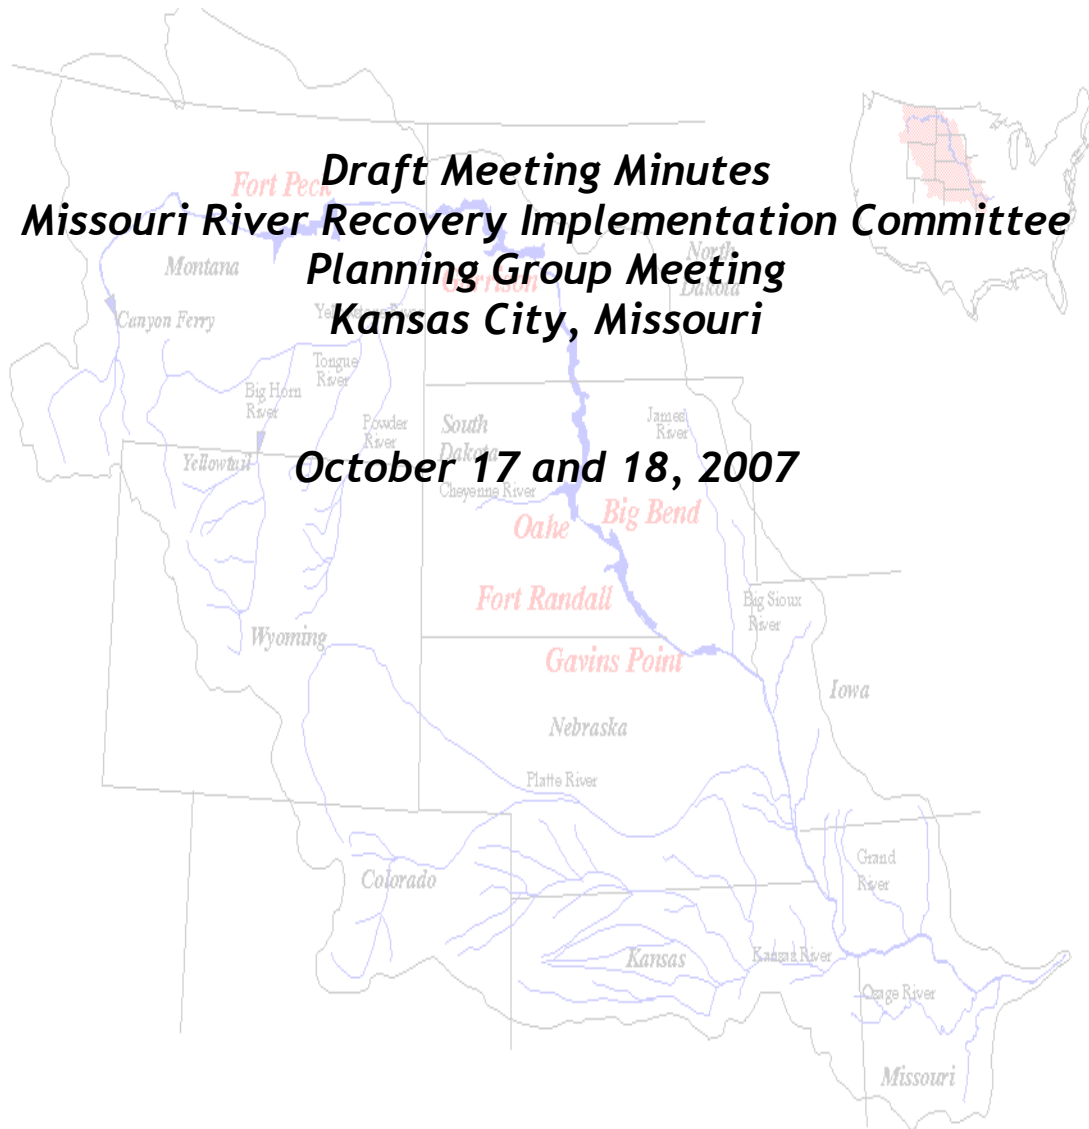 Draft Meeting Minutes
Fort Peck
Missouri River Recovery Implementation Committee
Montana
North
Dakota
Planning Group Meeting
Garrison
Canyon Ferry
Yellowstone River
Kansas City, Missouri
Tongue
River
Big Horn
River
Powder
River
South
Dakota
James
River
Yellowtail
October 17 and 18, 2007
Cheyenne River
Oahe
Big Bend
Fort Randall
Big Sioux
River
Wyoming
Gavins Point
Iowa
Nebraska
Platte River
Grand
River
Colorado
Kansas
Kansas River
Osage River
Missouri